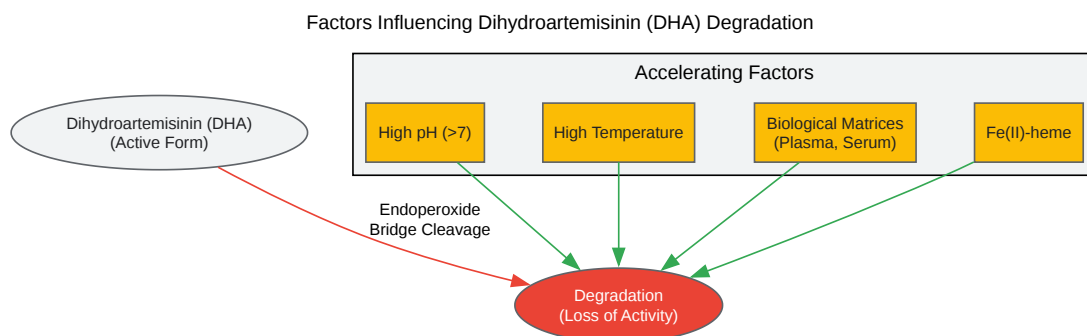 Factors Influencing Dihydroartemisinin (DHA) Degradation
Accelerating Factors
Dihydroartemisinin (DHA)
(Active Form)
High pH (>7)
High Temperature
Biological Matrices
(Plasma, Serum)
Fe(II)-heme
Endoperoxide
Bridge Cleavage
Degradation
(Loss of Activity)